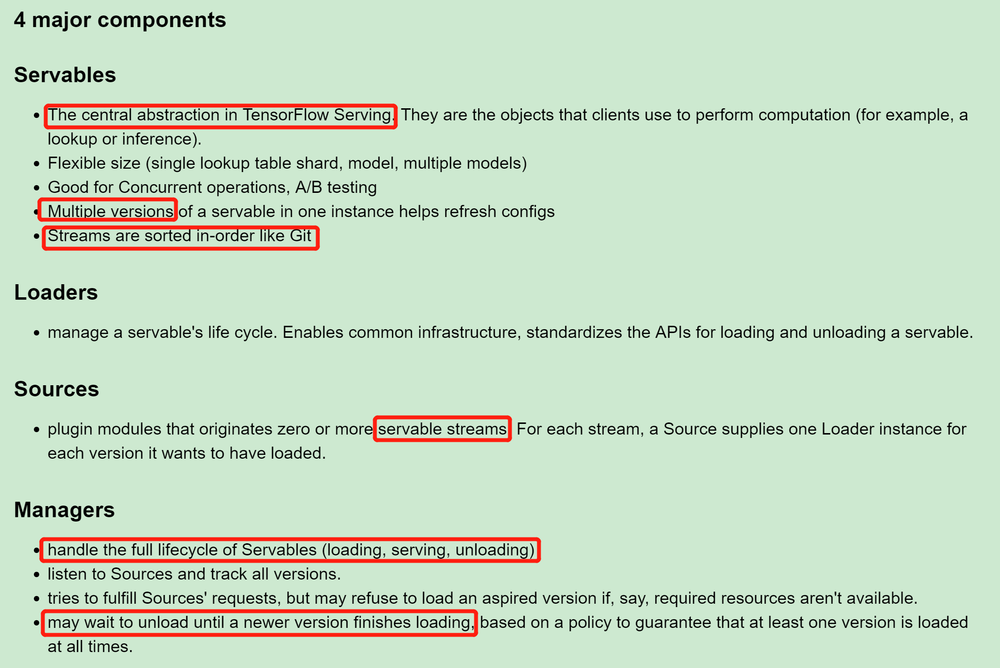 4 major components
Servables
The central abstraction in TensorFlow Serving. They are the objects that clients use to perform computation (for example, a
lookup or inference).
Flexible size (single lookup table shard, model, multiple models)
Good for Concurrent operations, A/B testing
Multiple versions of a servable in one instance helps refresh configs
Streams are sorted in-order like Git
Loaders
manage a servable's life cycle. Enables common infrastructure, standardizes the APIs for loading and unloading a servable.
Sources
plugin modules that originates zero or more servable streams. For each stream, a Source supplies one Loader instance for
each version it wants to have loaded.
Managers
handle the full lifecycle of Servables (loading, serving, unloading)
listen to Sources and track all versions.
tries to fulfill Sources' requests, but may refuse to load an aspired version if, say, required resources aren't available.
may wait to unload until a newer version finishes loading, based on a policy to guarantee that at least one version is loaded
at all times.